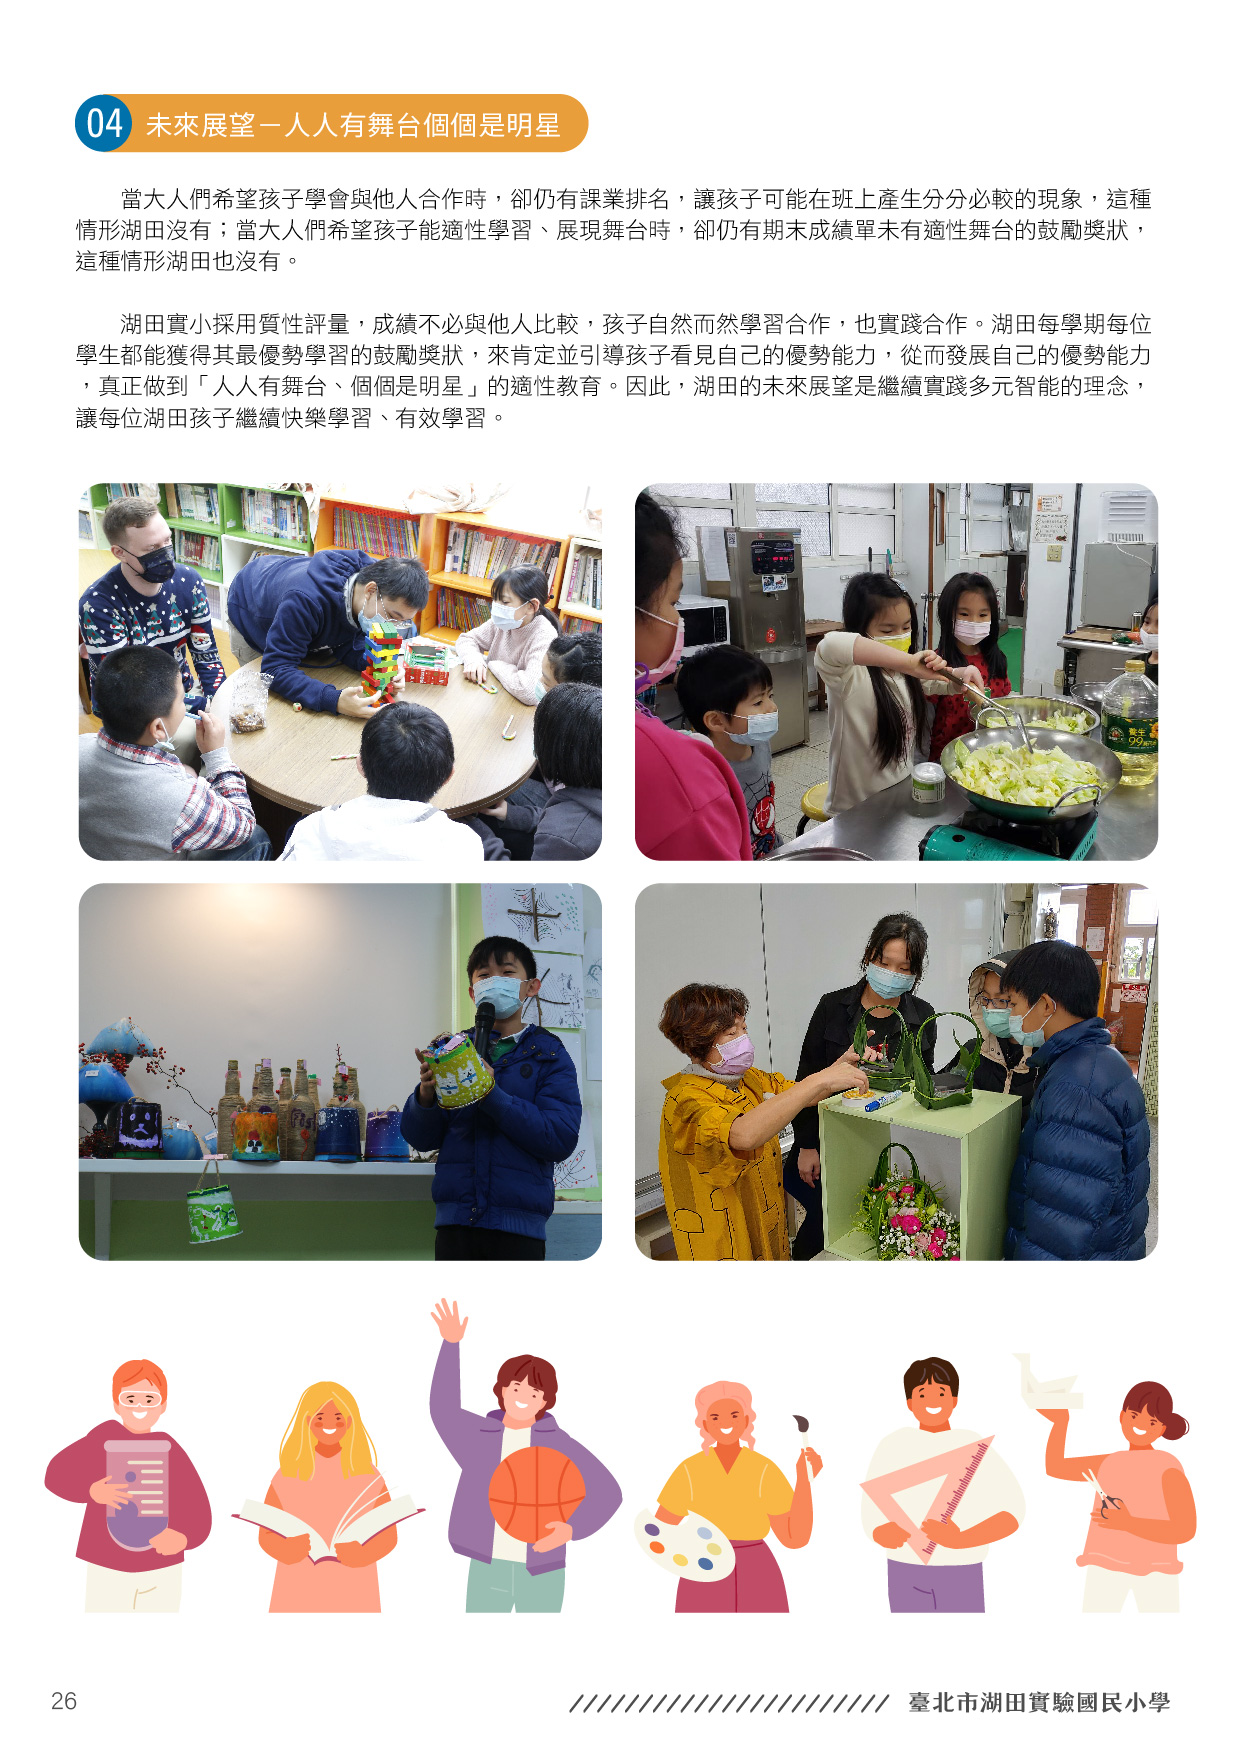 04 未來展望－人人有舞台個個是明星
當大人們希望孩子學會與他人合作時，卻仍有課業排名，讓孩子可能在班上產生分分必較的現象，這種
情形湖田沒有；當大人們希望孩子能適性學習、展現舞台時，卻仍有期末成績單未有適性舞台的鼓勵獎狀，
這種情形湖田也沒有。
湖田實小採用質性評量，成績不必與他人比較，孩子自然而然學習合作，也實踐合作。湖田每學期每位
學生都能獲得其最優勢學習的鼓勵獎狀，來肯定並引導孩子看見自己的優勢能力，從而發展自己的優勢能力
，真正做到「人人有舞台、個個是明星」的適性教育。因此，湖田的未來展望是繼續實踐多元智能的理念，
讓每位湖田孩子繼續快樂學習、有效學習。
養生
99
26
臺北市湖田實驗國民小學